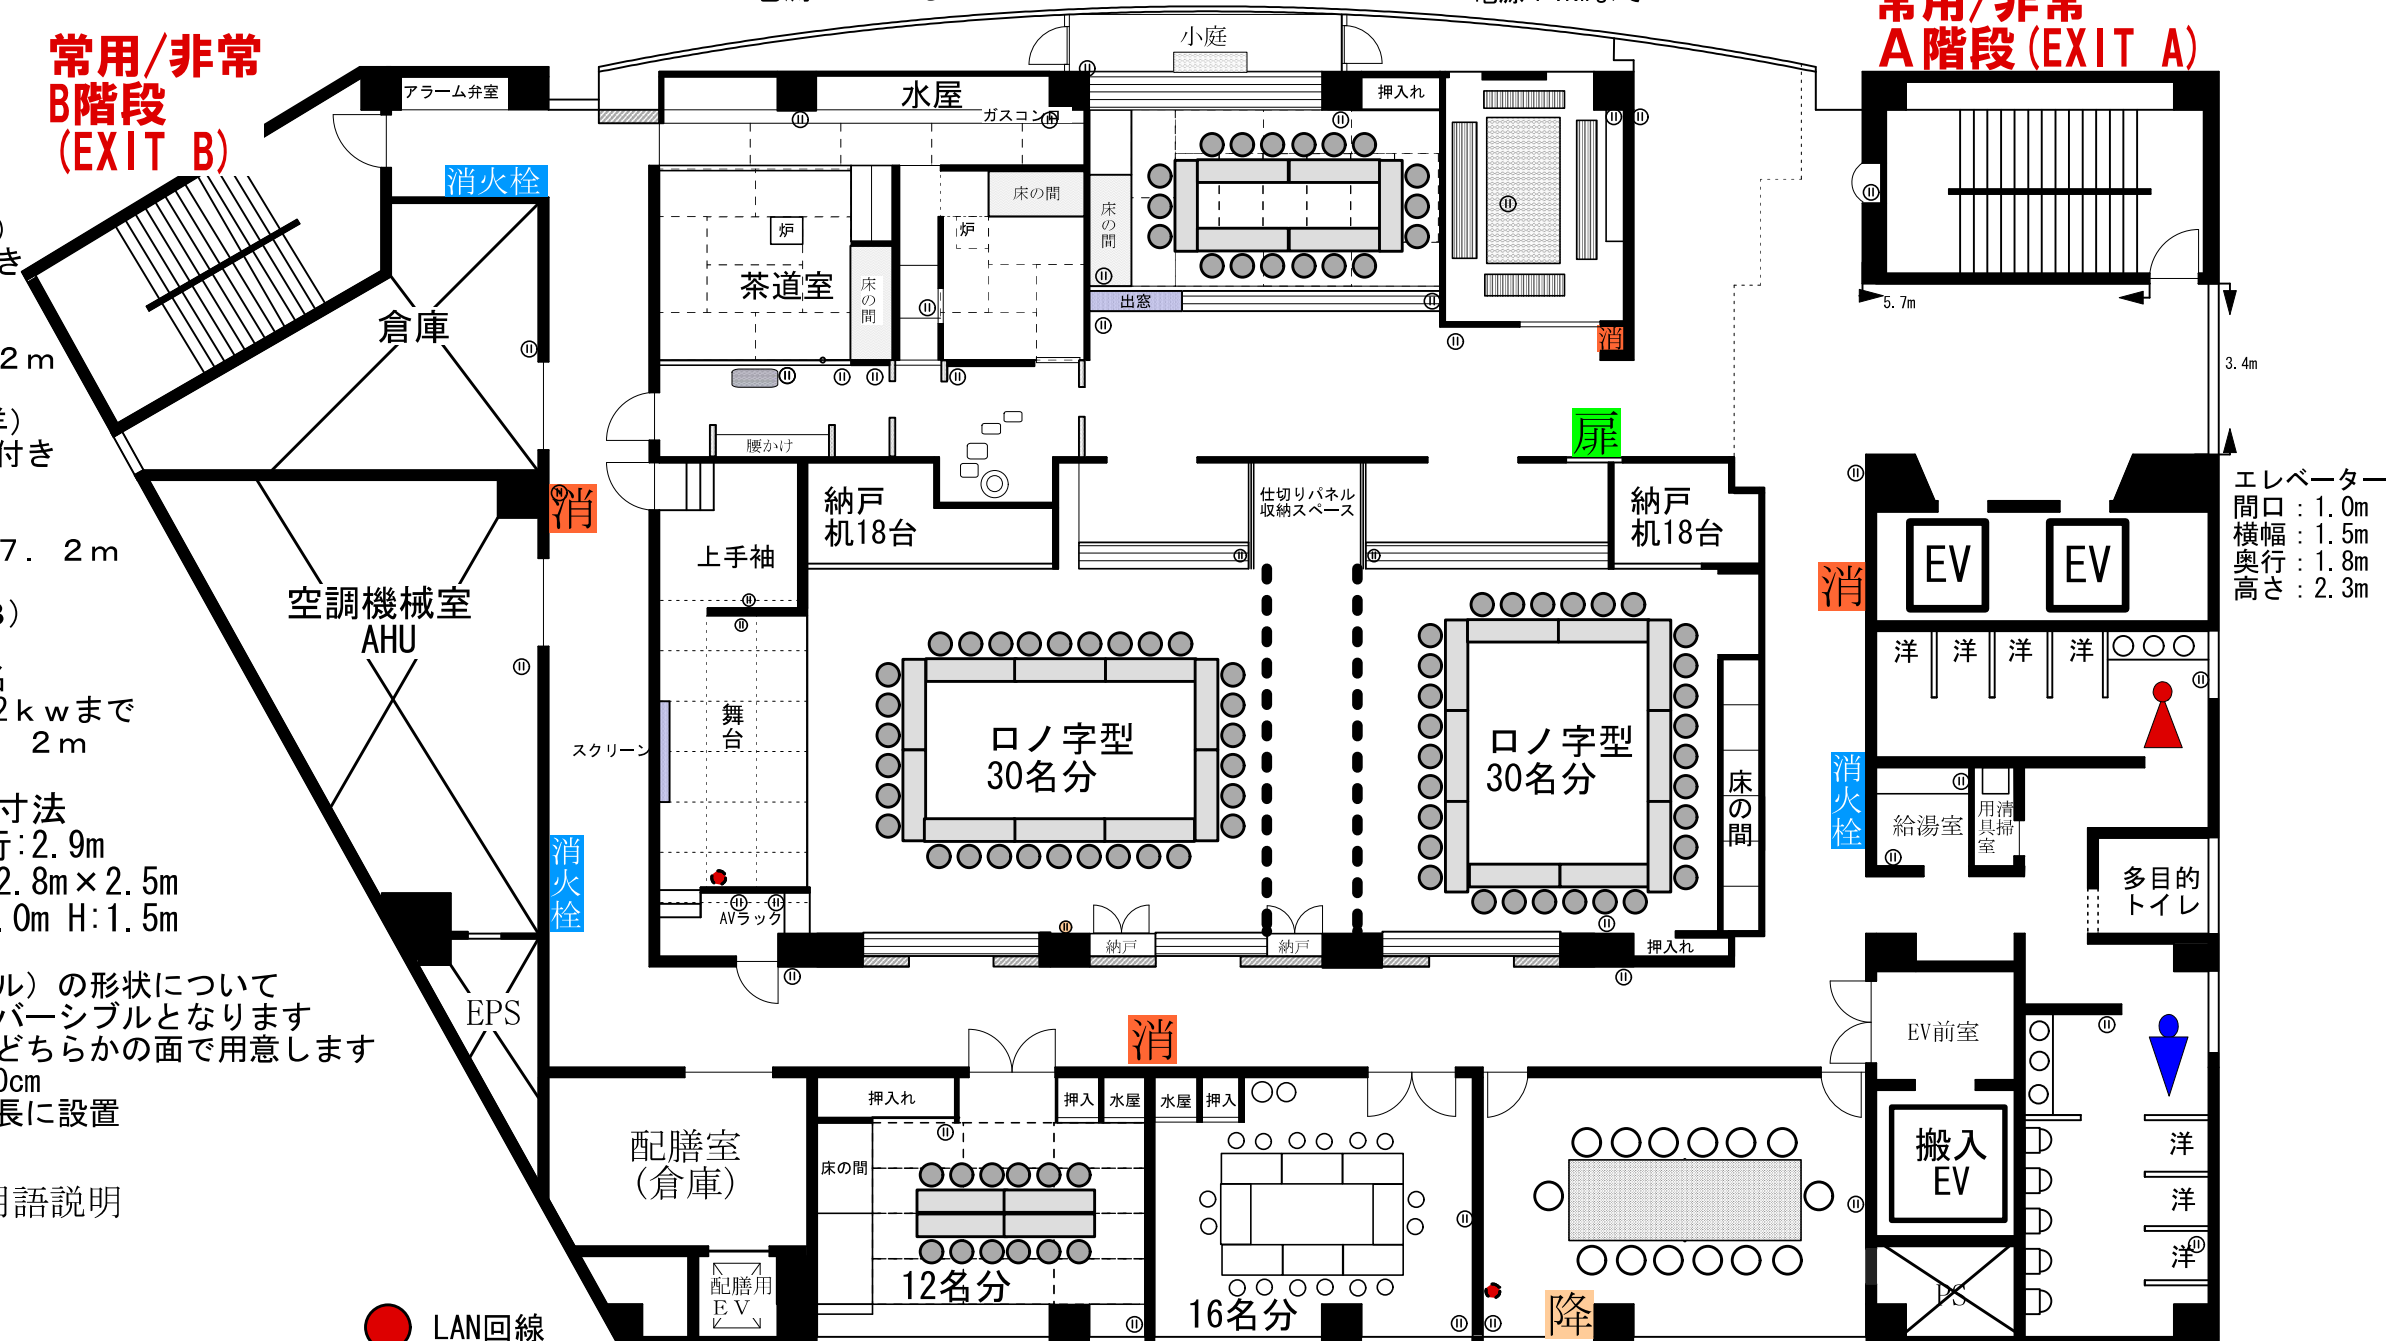 常用/非常
B階段
(EXIT B)
常用/非常
A階段(EXIT A)
小庭
アラーム弁室
水屋
ガスコンロ
押入れ
消火栓
床の間
炉
炉
茶道室
床の間
床の間
出窓
消
倉庫
5.7m
3.4m
2m
付き
腰かけ
扉
納戸
机18台
仕切りパネル
収納スペース
納戸
机18台
エレベーター
間口：1.0m
横幅：1.5m
奥行：1.8m
高さ：2.3m
消
上手袖
EV
EV
消
7. 2m
空調機械室
AHU
洋
洋
洋
洋
2kwまで
2m
スクリーン
舞台
ロノ字型
30名分
ロノ字型
30名分
床の間
消火栓
給湯室
清掃用具室
寸法
行:2.9m
2.8m×2.5m
.0m H:1.5m
消火栓
多目的
トイレ
AVラック
納戸
納戸
押入れ
ル）の形状について
バーシブルとなります
どちらかの面で用意します
0cm
長に設置
EPS
消
EV前室
押入れ
押入
水屋
水屋
押入
配膳室
(倉庫)
床の間
搬入
EV
洋
洋
洋
用語説明
12名分
16名分
配膳用
EV
降
PS
LAN回線